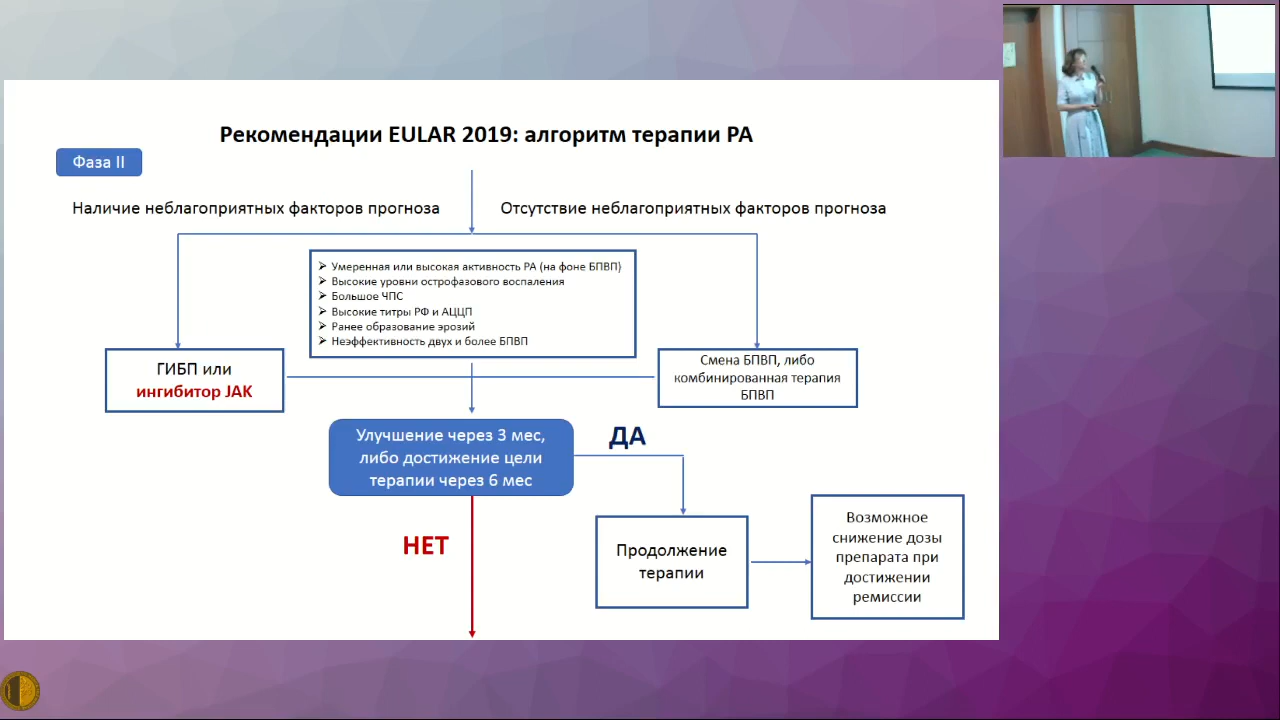 Рекомендации EULAR 2019: алгоритм терапии РА
Фаза II
Наличие неблагоприятных факторов прогноза
Отсутствие неблагоприятных факторов прогноза
Умеренная или высокая активность РА (на фоне БПВП)
Высокие уровни острофазового воспаления
Большое ЧПС
Высокие титры РФ и АЦЦП
Ранее образование эрозий
Неэффективность двух и более БПВП
ГИБП или
ингибитор JAK
Смена БПВП, либо
комбинированная терапия
БПВП
Улучшение через 3 мес,
либо достижение цели
терапии через 6 мес
ДА
НЕТ
Продолжение
терапии
Возможное
снижение дозы
препарата при
достижении
ремиссии